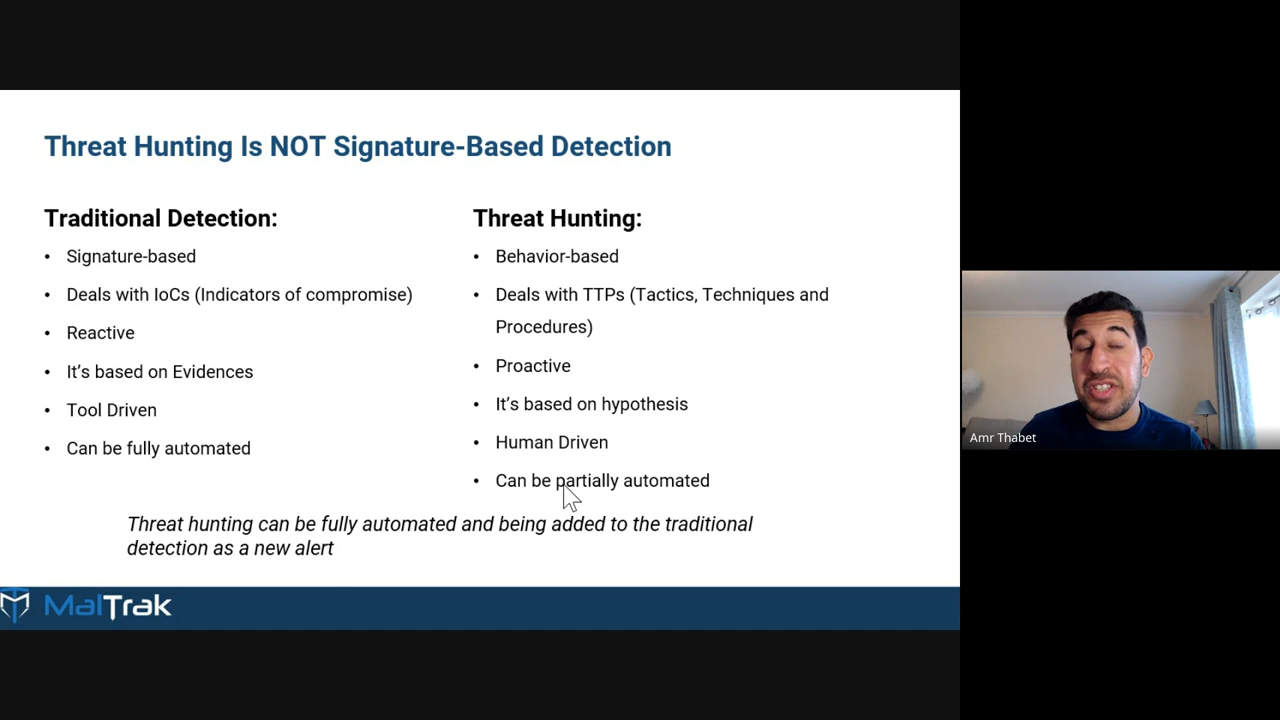 Threat Hunting Is NOT Signature-Based Detection
Traditional Detection:
• Signature-based
• Deals with IoCs (Indicators of compromise)
• Reactive
• It's based on Evidences
• Tool Driven
• Can be fully automated
Threat Hunting:
• Behavior-based
• Deals with TTPs (Tactics, Techniques and
Procedures)
• Proactive
• It's based on hypothesis
• Human Driven
• Can be partially automated
Threat hunting can be fully automated and being added to the traditional
detection as a new alert
MalTrak
Amr Thabet